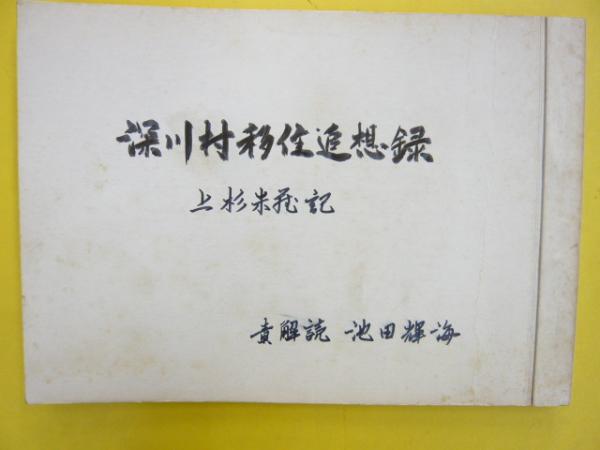 深川村移住追想録
上杉米蔵記
責解読 池田輝海